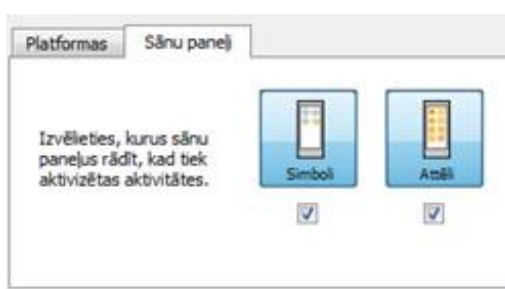 Platformas
Sānu paneļi
Izvēlieties, kurus sānu
paneļus rādīt, kad tiek
aktivizētas aktivitātes.
Simboli
Attēli